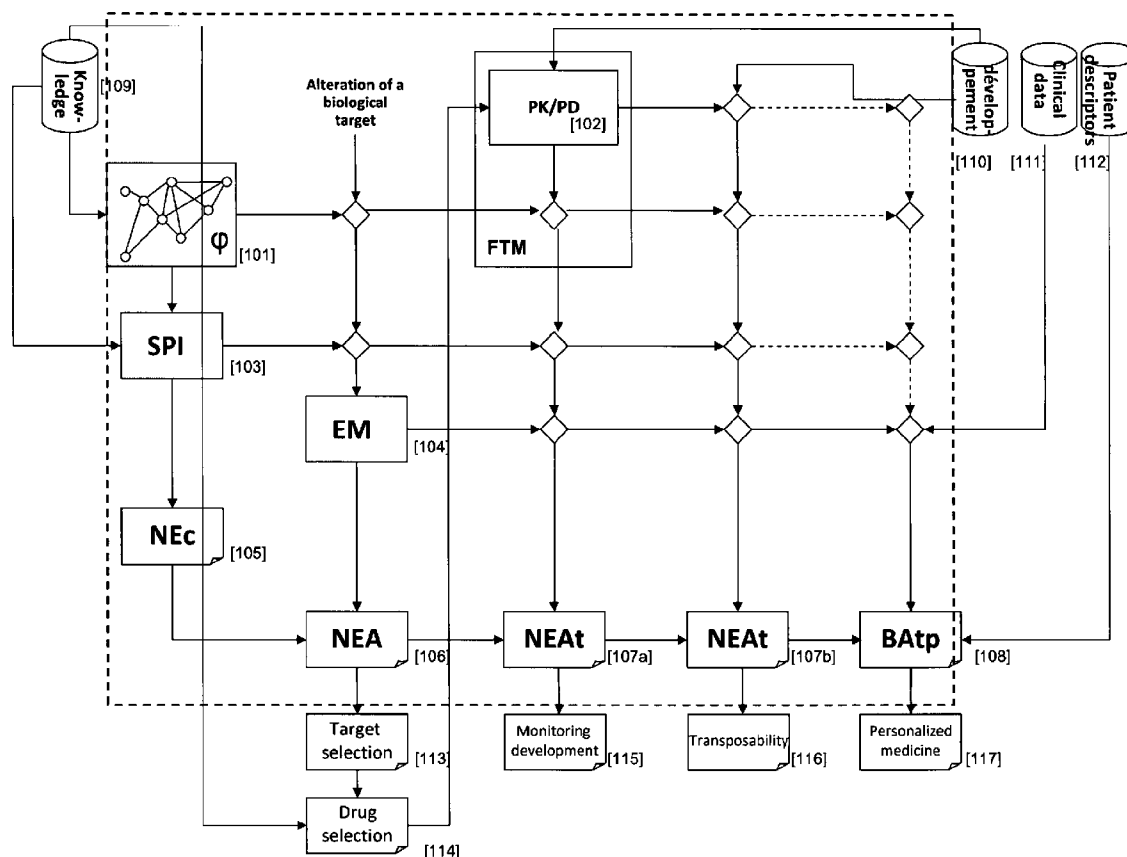 Know-
ledge
[109]
Alteration of a
biological
target
PK/PD
[102]
dévelop-
pement
[110]
Clinical
data
[111]
Patient
descriptors
[112]
φ
[101]
FTM
SPI
[103]
EM
[104]
NEc
[105]
NEA
[106]
NEAt
[107a]
NEAt
[107b]
BAtp
[108]
Target
selection
[113]
Monitoring
development
[115]
Transposability
[116]
Personalized
medicine
[117]
Drug
selection
[114]